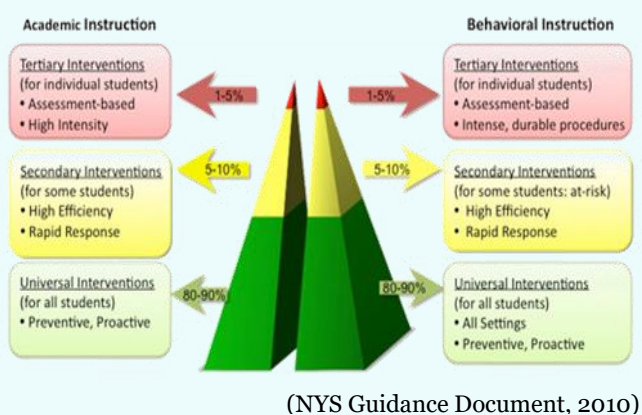 Academic Instruction
Tertiary Interventions
(for individual students)
• Assessment-based
• High Intensity
1-5%
Secondary Interventions
(for some students)
• High Efficiency
• Rapid Response
5-10%
Universal Interventions
(for all students)
• Preventive, Proactive
80-90%
Behavioral Instruction
Tertiary Interventions
(for individual students)
• Assessment-based
• Intense, durable procedures
1-5%
Secondary Interventions
(for some students: at-risk)
• High Efficiency
• Rapid Response
5-10%
Universal Interventions
(for all students)
• All Settings
• Preventive, Proactive
80-90%
(NYS Guidance Document, 2010)